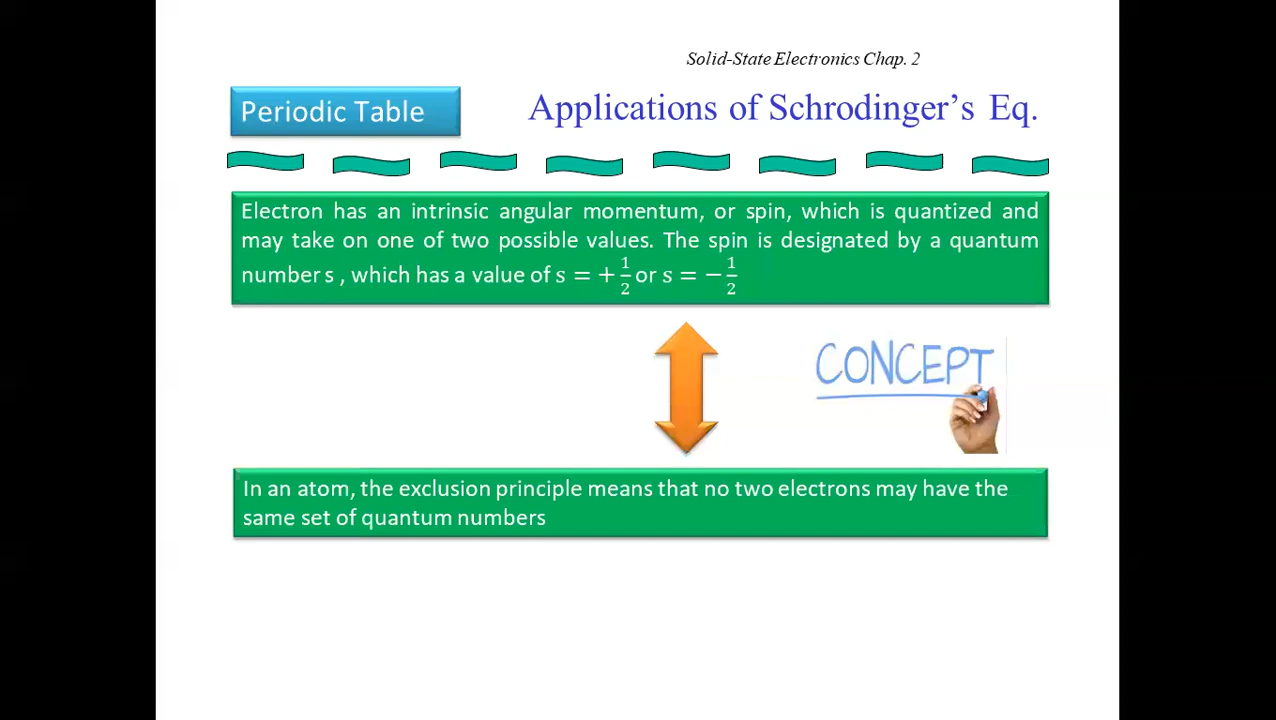 Solid-State Electronics Chap. 2
Periodic Table
Applications of Schrodinger’s Eq.
Electron has an intrinsic angular momentum, or spin, which is quantized and
may take on one of two possible values. The spin is designated by a quantum
number s , which has a value of s = +1/2 or s = −1/2
CONCEPT
In an atom, the exclusion principle means that no two electrons may have the
same set of quantum numbers